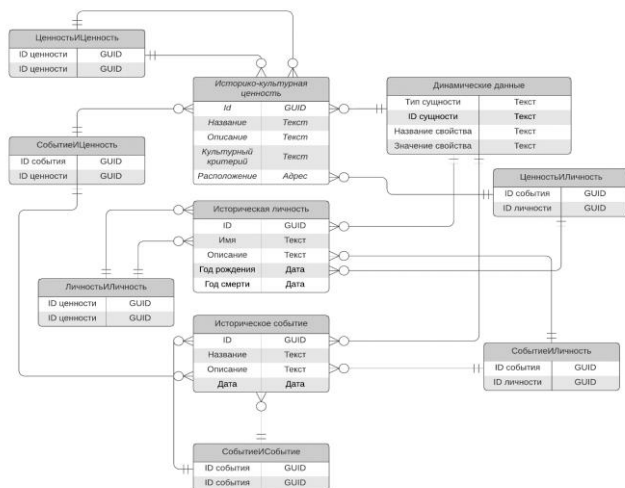 ЦенностьИЦенность
ID ценности GUID
ID ценности GUID
Историко-культурная
ценность
Id GUID
Название Текст
Описание Текст
Культурный
критерий Текст
Расположение Адрес
Динамические данные
Тип сущности Текст
ID сущности Текст
Название свойства Текст
Значение свойства Текст
СобытиеИЦенность
ID события GUID
ID ценности GUID
ЦенностьИЛичность
ID события GUID
ID личности GUID
Историческая личность
ID GUID
Имя Текст
Описание Текст
Год рождения Дата
Год смерти Дата
ЛичностьИЛичность
ID ценности GUID
ID ценности GUID
Историческое событие
ID GUID
Название Текст
Описание Текст
Дата Дата
СобытиеИЛичность
ID события GUID
ID личности GUID
СобытиеИСобытие
ID события GUID
ID события GUID